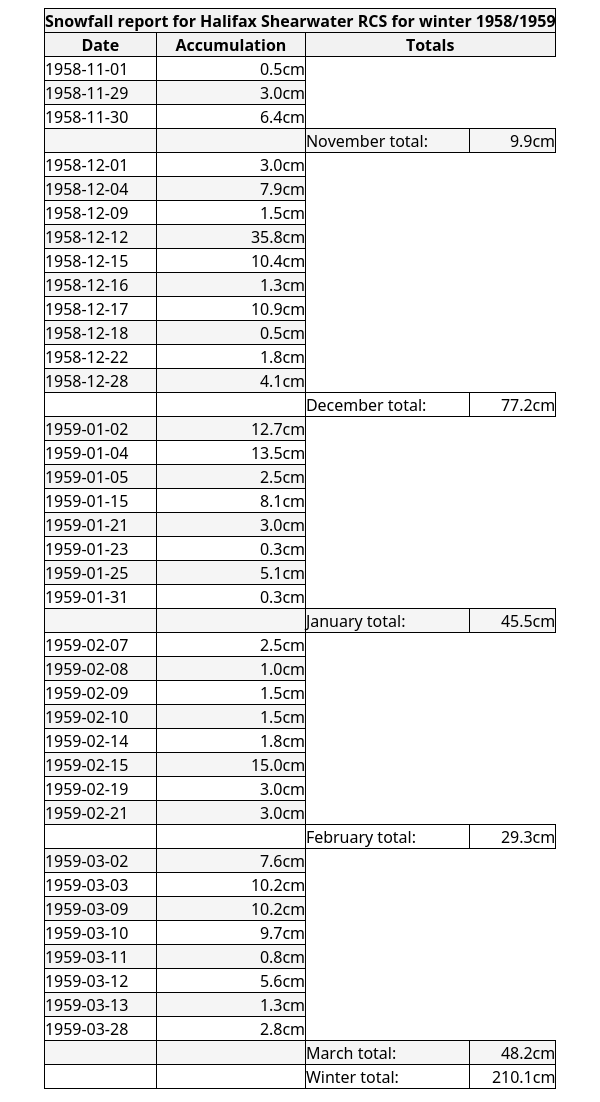 Snowfall report for Halifax Shearwater RCS for winter 1958/1959
Date Accumulation Totals
1958-11-01 0.5cm
1958-11-29 3.0cm
1958-11-30 6.4cm
November total: 9.9cm
1958-12-01 3.0cm
1958-12-04 7.9cm
1958-12-09 1.5cm
1958-12-12 35.8cm
1958-12-15 10.4cm
1958-12-16 1.3cm
1958-12-17 10.9cm
1958-12-18 0.5cm
1958-12-22 1.8cm
1958-12-28 4.1cm
December total: 77.2cm
1959-01-02 12.7cm
1959-01-04 13.5cm
1959-01-05 2.5cm
1959-01-15 8.1cm
1959-01-21 3.0cm
1959-01-23 0.3cm
1959-01-25 5.1cm
1959-01-31 0.3cm
January total: 45.5cm
1959-02-07 2.5cm
1959-02-08 1.0cm
1959-02-09 1.5cm
1959-02-10 1.5cm
1959-02-14 1.8cm
1959-02-15 15.0cm
1959-02-19 3.0cm
1959-02-21 3.0cm
February total: 29.3cm
1959-03-02 7.6cm
1959-03-03 10.2cm
1959-03-09 10.2cm
1959-03-10 9.7cm
1959-03-11 0.8cm
1959-03-12 5.6cm
1959-03-13 1.3cm
1959-03-28 2.8cm
March total: 48.2cm
Winter total: 210.1cm